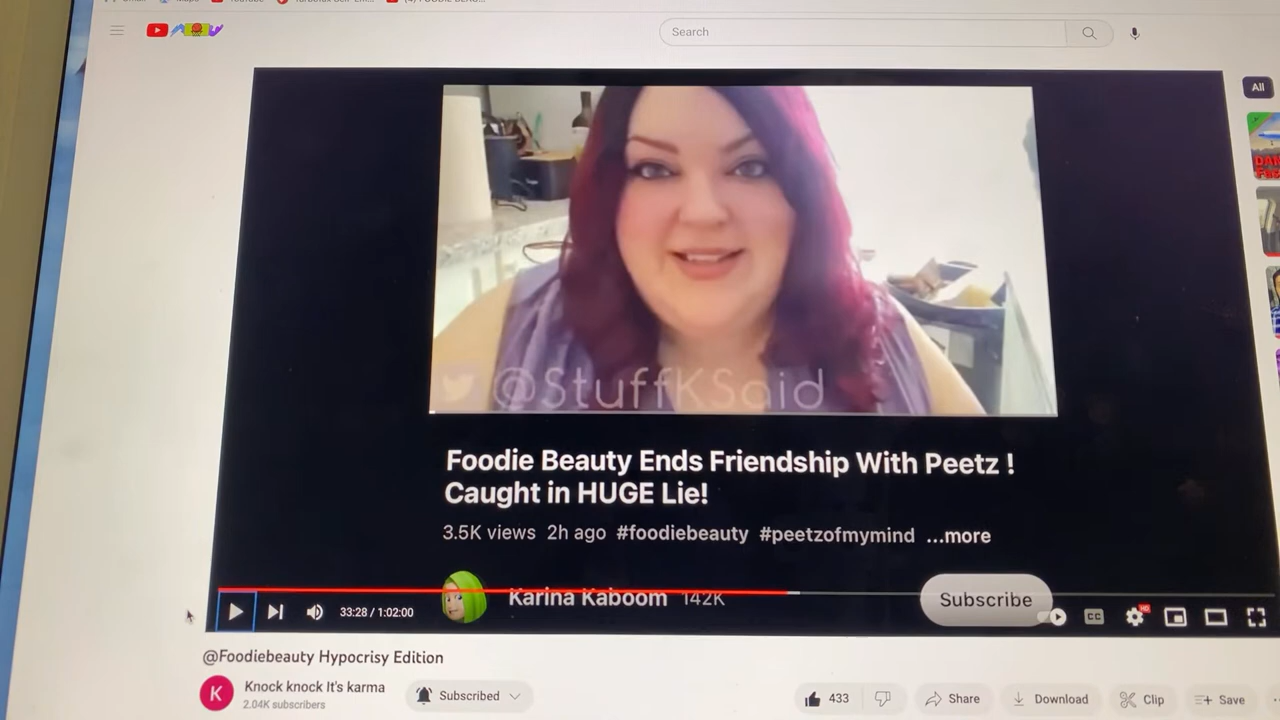 Search
All
@StuffKSaid
Foodie Beauty Ends Friendship With Peetz !
Caught in HUGE Lie!
3.5K views 2h ago #foodiebeauty #peetzofmymind ...more
Karina Kaboom 142K
Subscribe
33:28 / 1:02:00
CC
HD
@Foodiebeauty Hypocrisy Edition
K
Knock knock It's karma
2.04K subscribers
Subscribed
433
Share
Download
Clip
Save